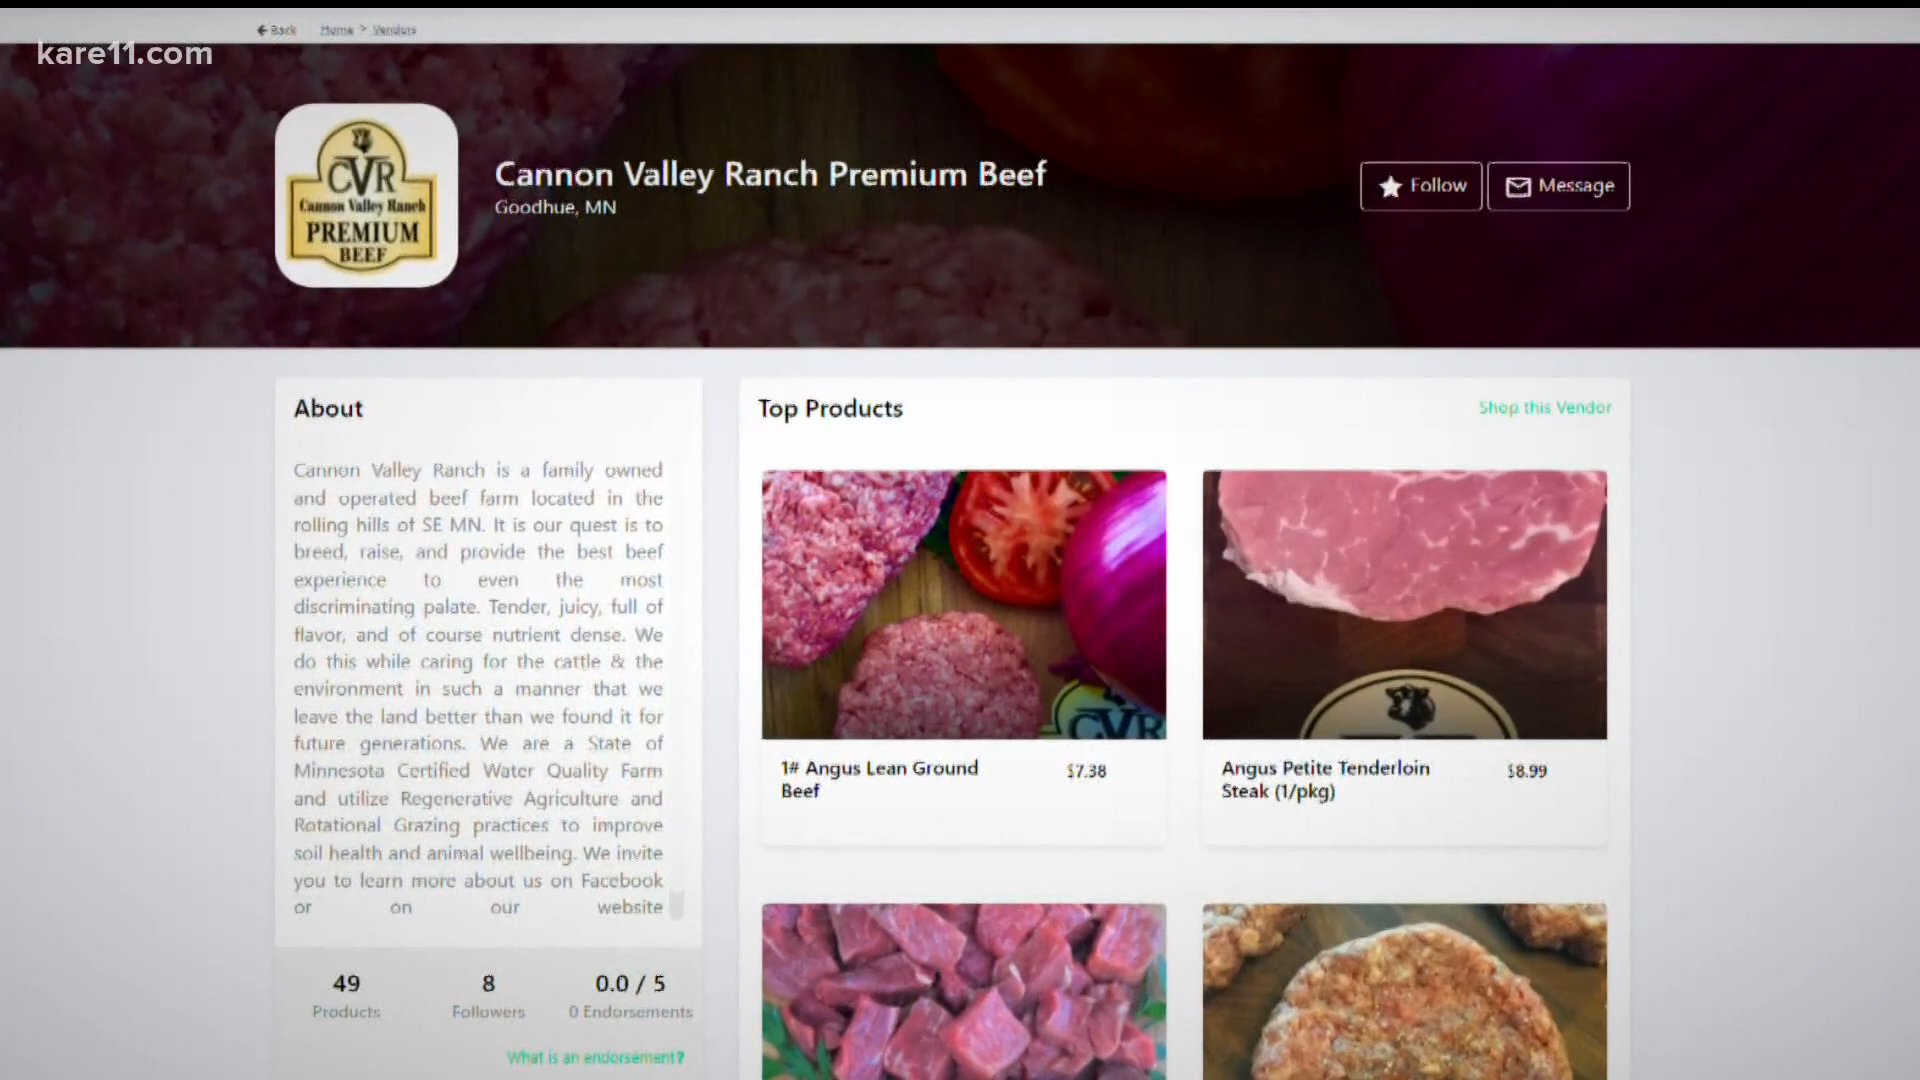 Back Home > Vendors
kare11.com
CVR
Cannon Valley Ranch
PREMIUM
BEEF
Cannon Valley Ranch Premium Beef
Goodhue, MN
Follow
Message
About
Cannon Valley Ranch is a family owned
and operated beef farm located in the
rolling hills of SE MN. It is our quest is to
breed, raise, and provide the best beef
experience to even the most
discriminating palate. Tender, juicy, full of
flavor, and of course nutrient dense. We
do this while caring for the cattle & the
environment in such a manner that we
leave the land better than we found it for
future generations. We are a State of
Minnesota Certified Water Quality Farm
and utilize Regenerative Agriculture and
Rotational Grazing practices to improve
soil health and animal wellbeing. We invite
you to learn more about us on Facebook
or on our website
49
Products
8
Followers
0.0 / 5
0 Endorsements
What is an endorsement?
Top Products
Shop this Vendor
CVR
1# Angus Lean Ground
Beef
$7.38
Angus Petite Tenderloin
Steak (1/pkg)
$8.99